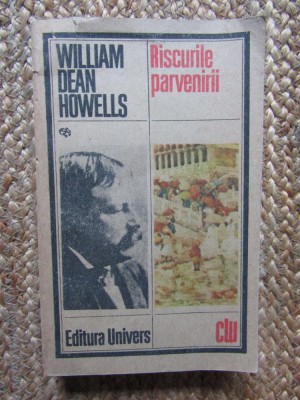 WILLIAM
DEAN
HOWELLS
Riscurile
parvenirii
Editura Univers
clu